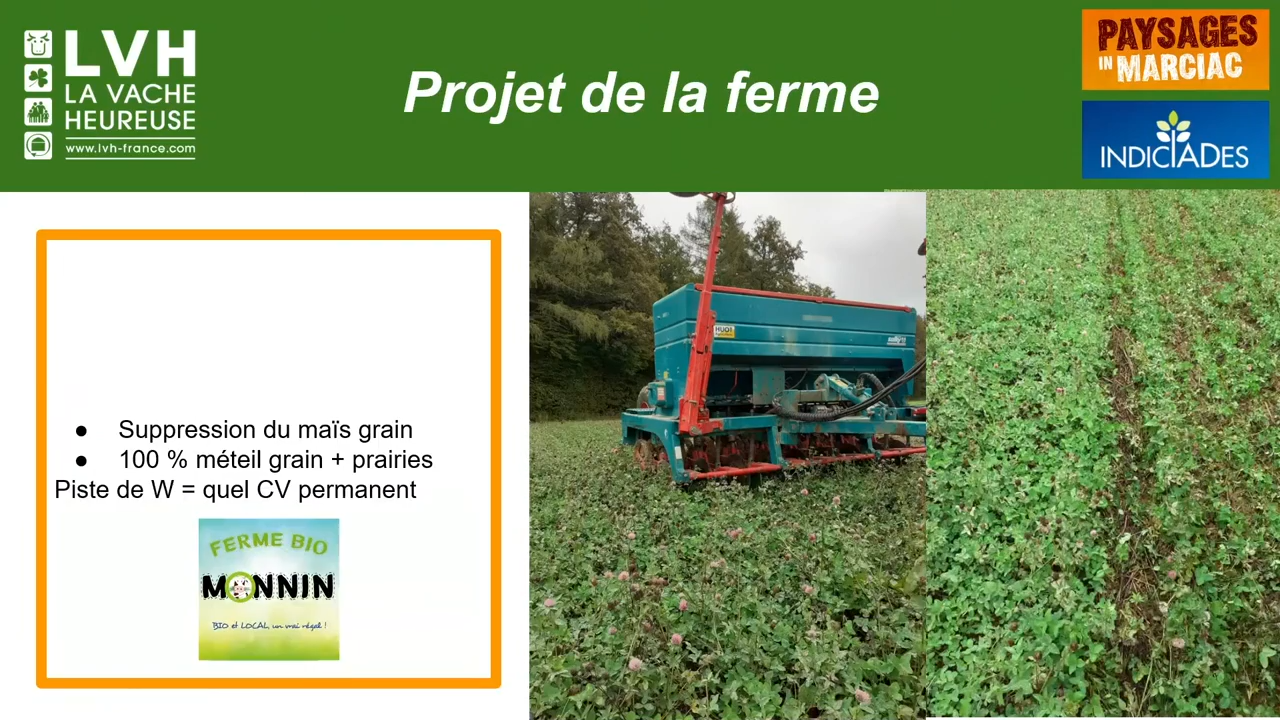 LVH
LA VACHE
HEUREUSE
www.lvh-france.com
Projet de la ferme
PAYSAGES
IN MARCIAC
INDICIADES
● Suppression du maïs grain
● 100 % méteil grain + prairies
Piste de W = quel CV permanent
FERME BIO
MONNIN
BIO et LOCAL, un vrai régal !
HUOT